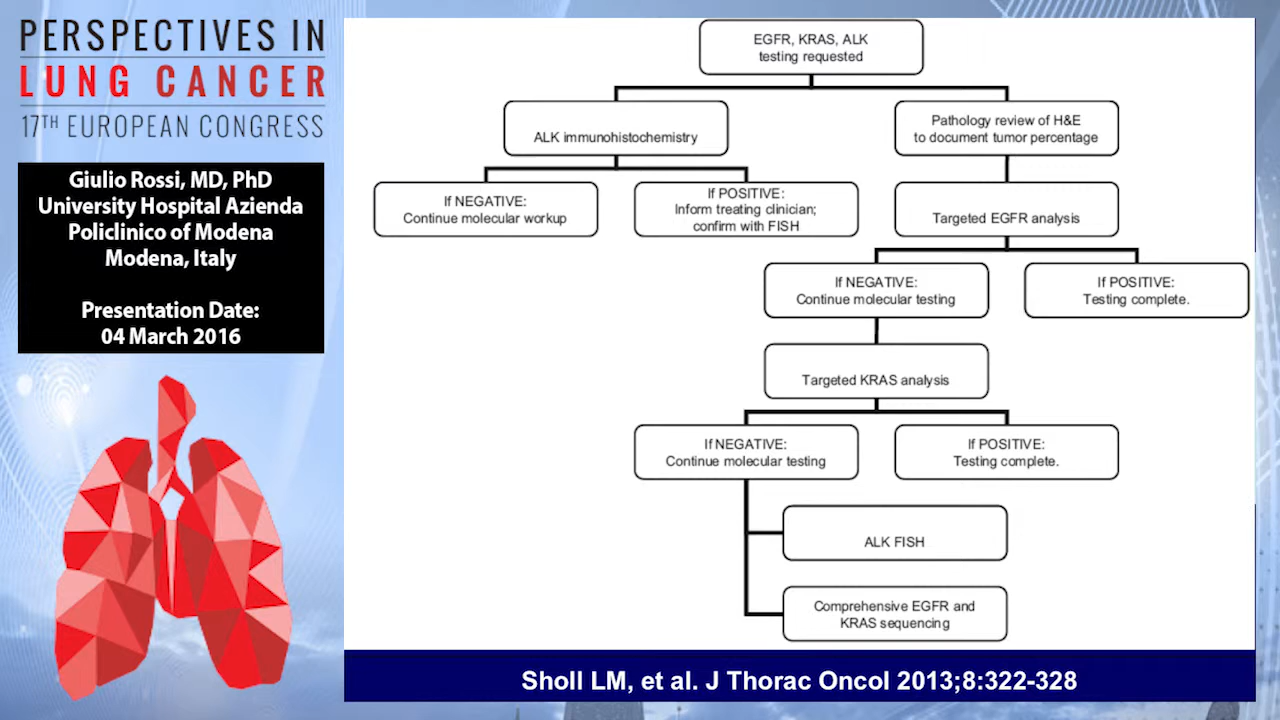 PERSPECTIVES IN
LUNG CANCER
17TH EUROPEAN CONGRESS
Giulio Rossi, MD, PhD
University Hospital Azienda
Policlinico of Modena
Modena, Italy
Presentation Date:
04 March 2016
EGFR, KRAS, ALK
testing requested
ALK immunohistochemistry
Pathology review of H&E
to document tumor percentage
If NEGATIVE:
Continue molecular workup
If POSITIVE:
Inform treating clinician;
confirm with FISH
Targeted EGFR analysis
If NEGATIVE:
Continue molecular testing
If POSITIVE:
Testing complete.
Targeted KRAS analysis
If NEGATIVE:
Continue molecular testing
If POSITIVE:
Testing complete.
ALK FISH
Comprehensive EGFR and
KRAS sequencing
Sholl LM, et al. J Thorac Oncol 2013;8:322-328